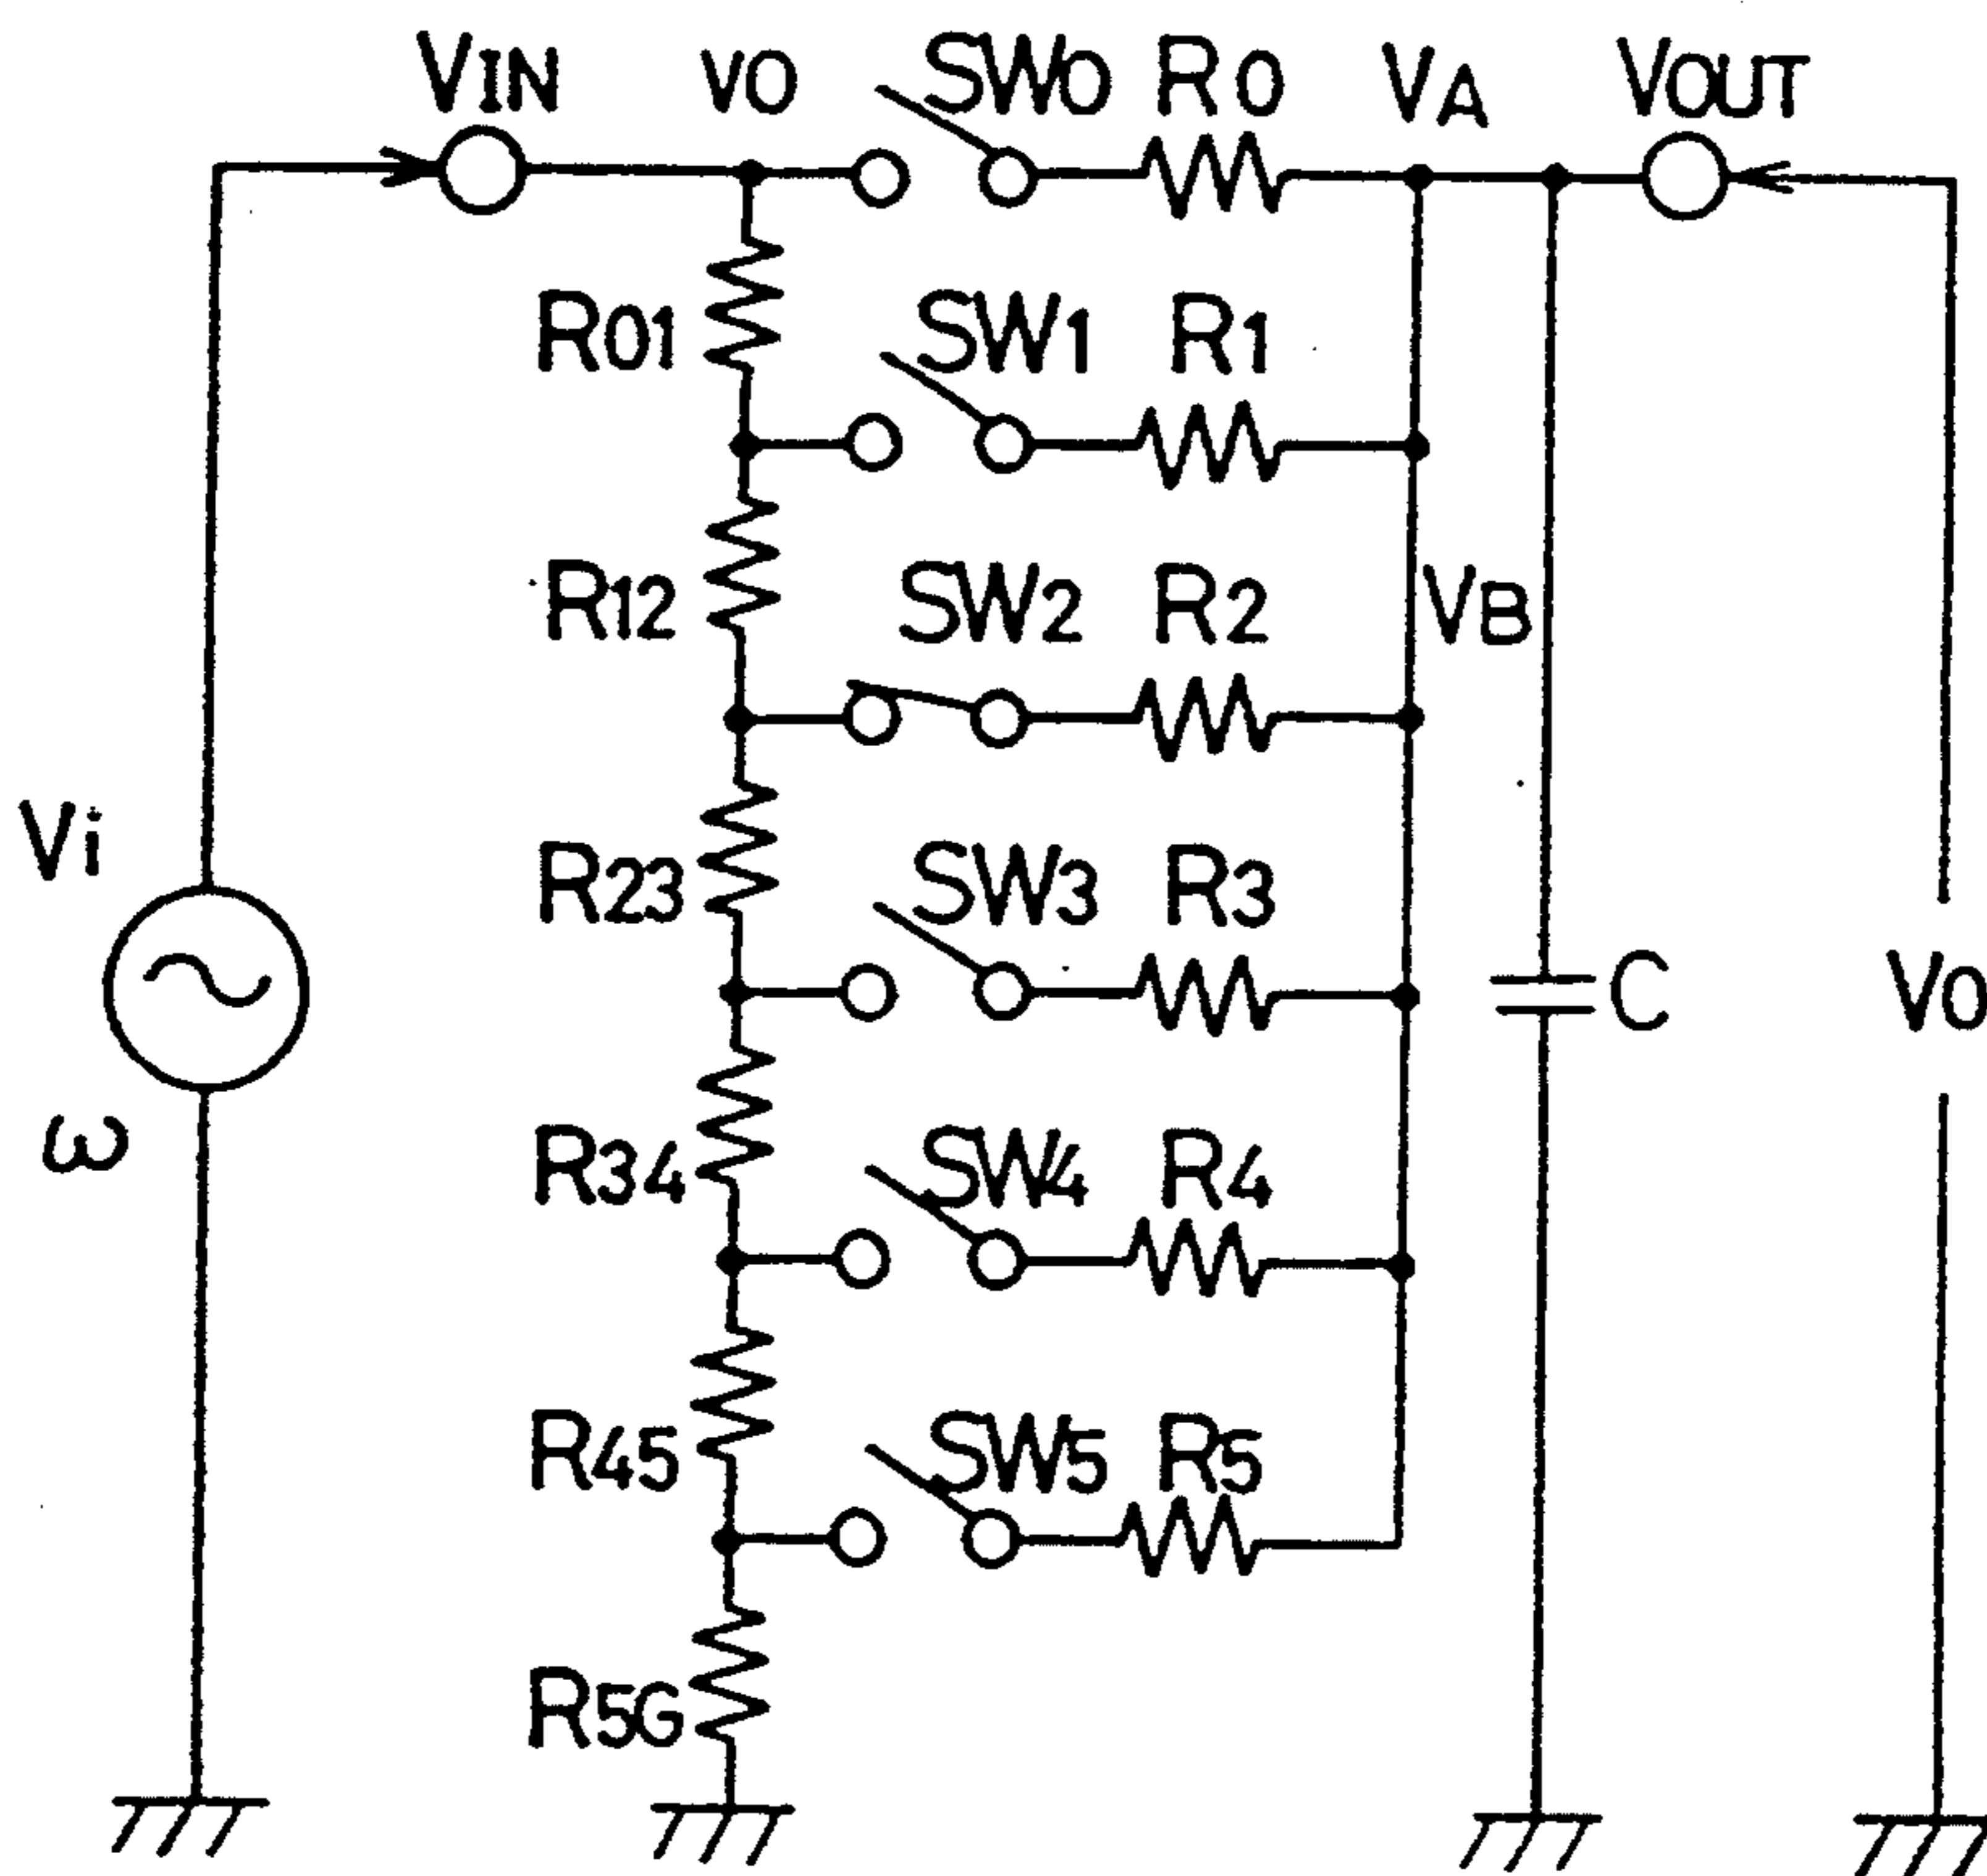 VIN VO SW0 R0 VA VOUT
R01 SW1 R1
R12 SW2 R2 VB
Vi R23 SW3 R3
C VO
ω R34 SW4 R4
R45 SW5 R5
R5G